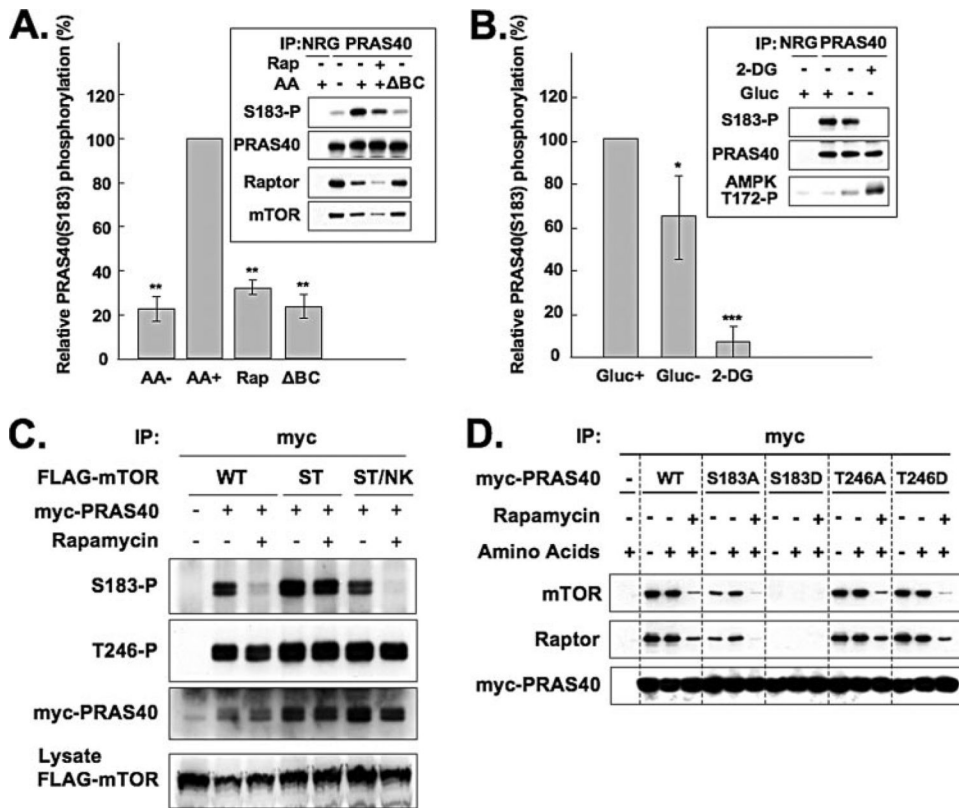 A.
Relative PRAS40(S183) phosphorylation (%)
120
100
80
60
40
20
0
** ** **
AA- AA+ Rap ΔBC
IP: NRG PRAS40
Rap - - - +
AA + - + + ΔBC
S183-P
PRAS40
Raptor
mTOR
B.
Relative PRAS40(S183) phosphorylation (%)
120
100
80
60
40
20
0
* ***
Gluc+ Gluc- 2-DG
IP: NRG PRAS40
2-DG - - - +
Gluc + + - -
S183-P
PRAS40
AMPK
T172-P
C.
IP: myc
FLAG-mTOR WT ST ST/NK
myc-PRAS40 - + + + + + +
Rapamycin - - + - + - +
S183-P
T246-P
myc-PRAS40
Lysate
FLAG-mTOR
D.
IP: myc
myc-PRAS40 - WT S183A S183D T246A T246D
Rapamycin - - - + - - + - - + - - + - - +
Amino Acids + - + + - + + - + + - + + - + +
mTOR
Raptor
myc-PRAS40